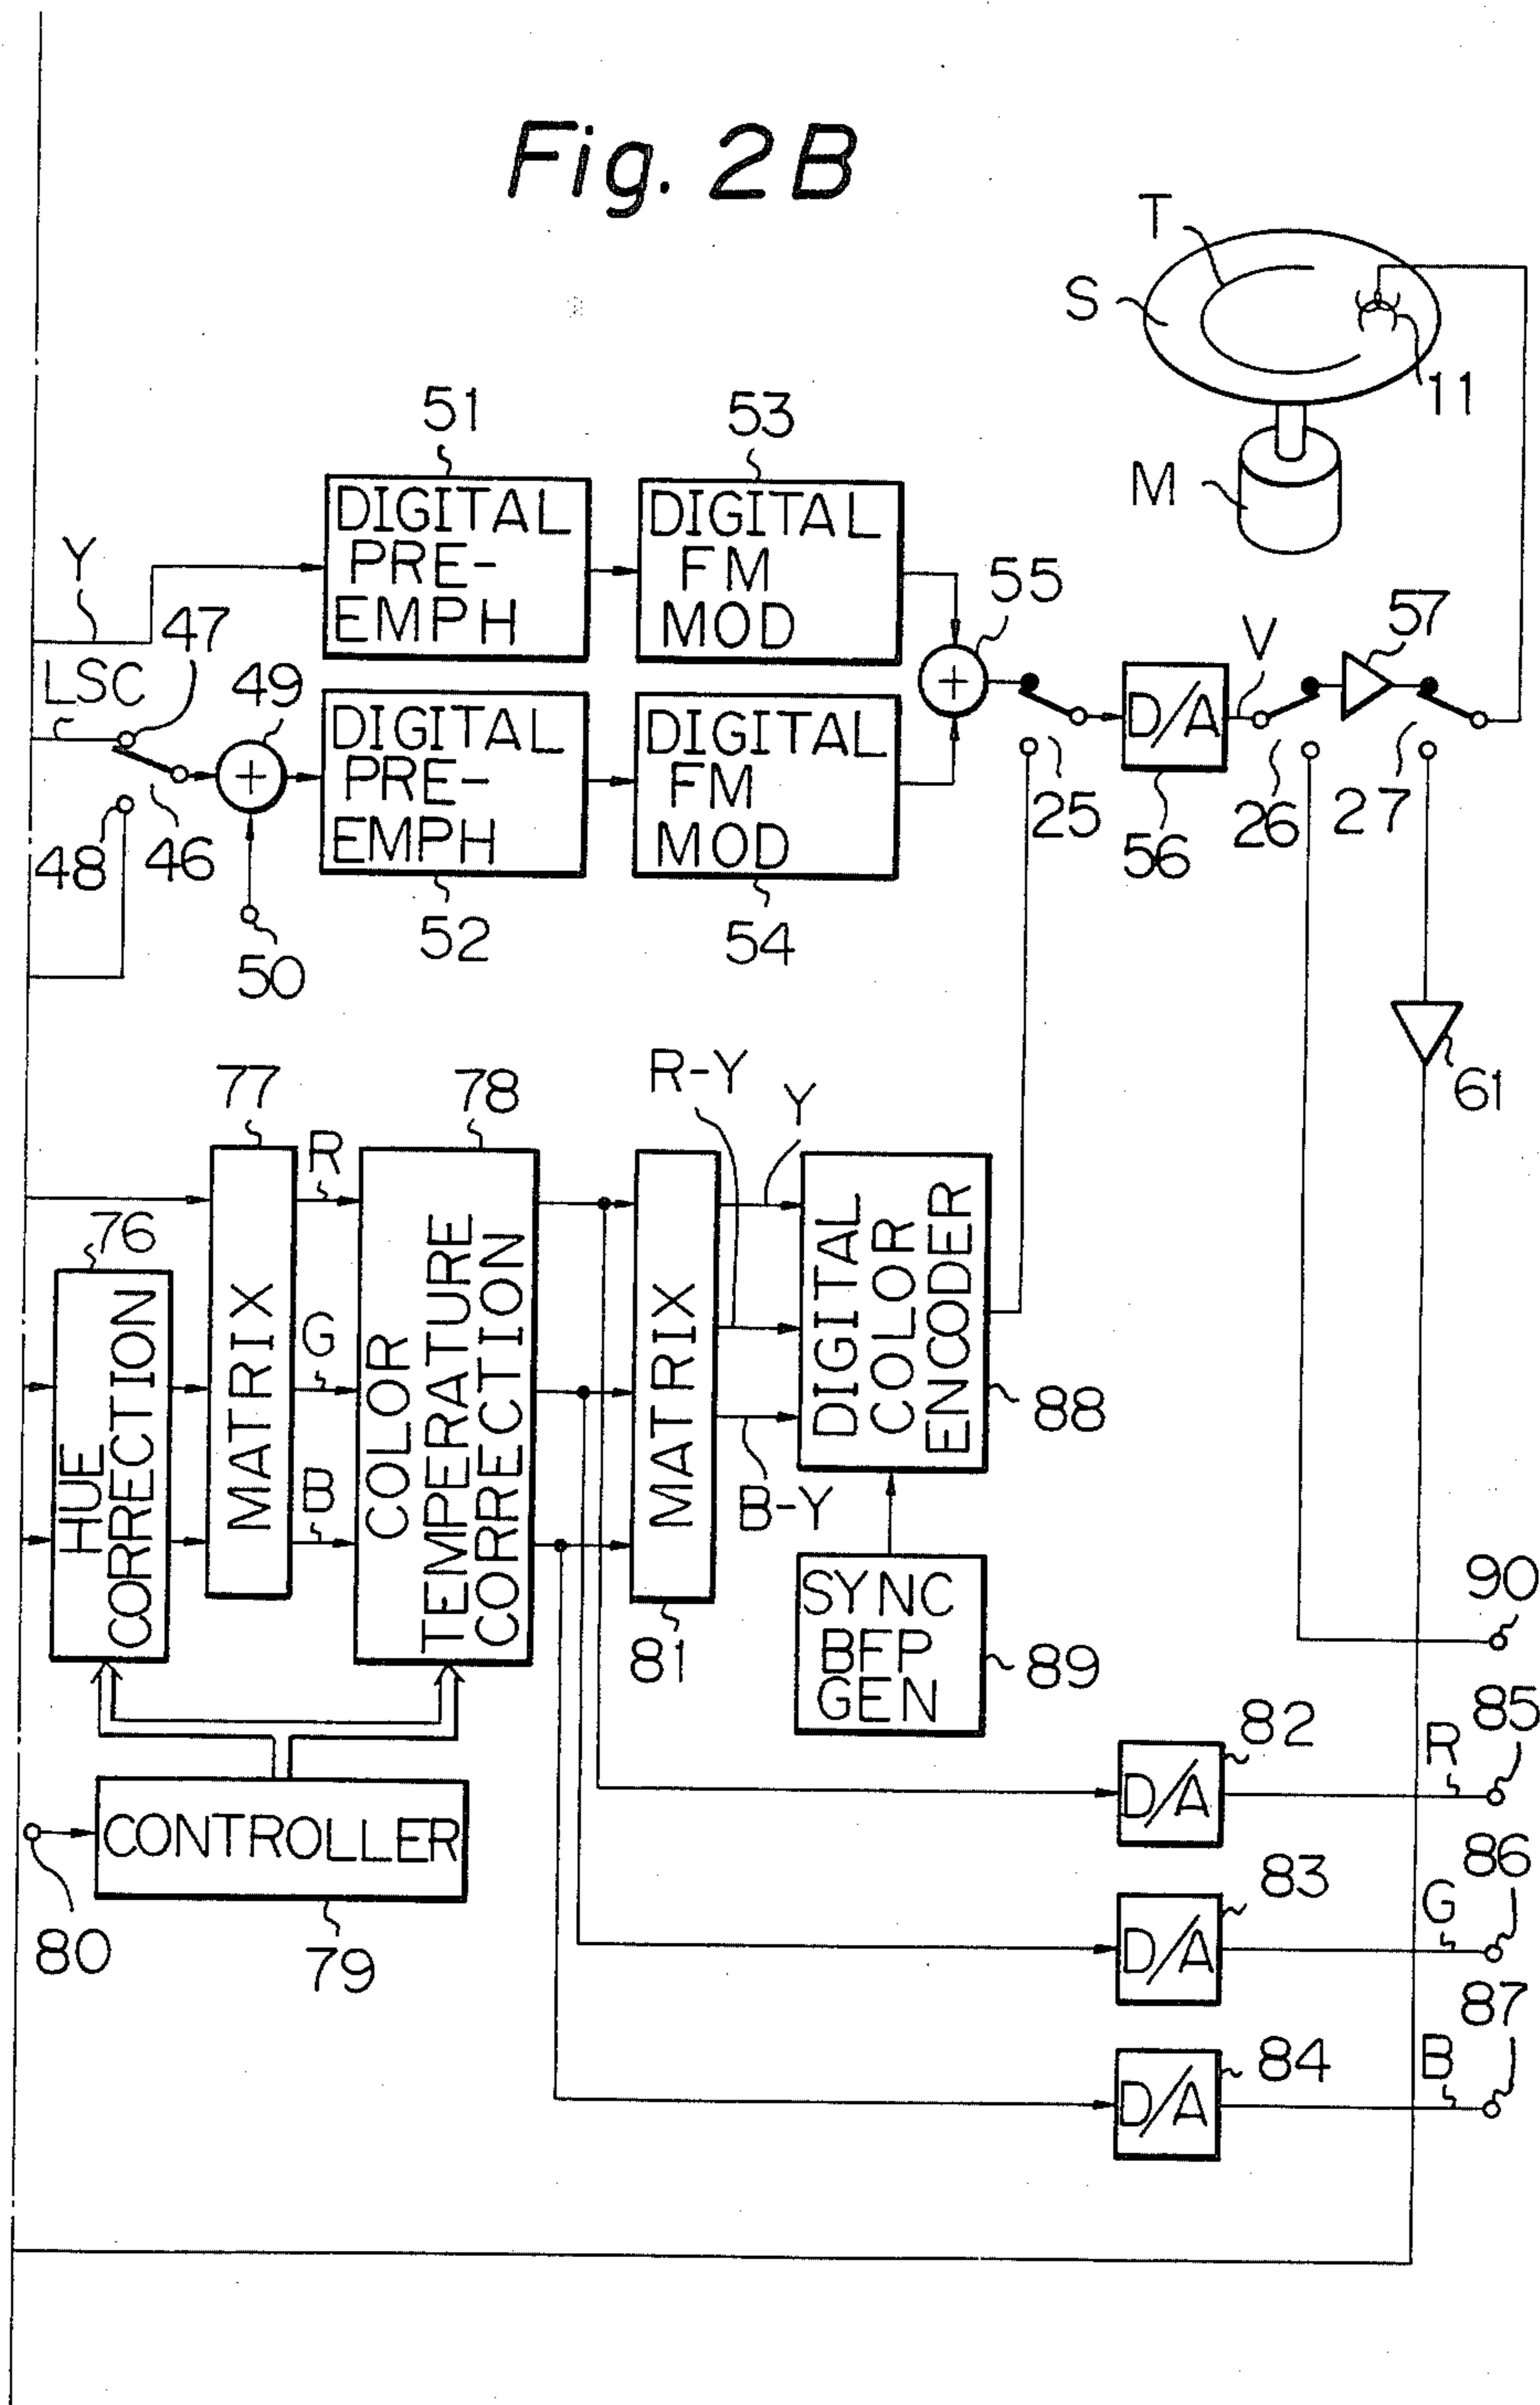 Fig. 2B
T
S
11
M
51
53
DIGITAL
PRE-
EMPH
DIGITAL
FM
MOD
Y
47
LSC
49
55
57
V
DIGITAL
PRE-
EMPH
DIGITAL
FM
MOD
+
+
D/A
25
56
26
27
48
46
50
52
54
61
77
78
R-Y
Y
R
76
G
B
HUE
CORRECTION
MATRIX
COLOR
TEMPERATURE
CORRECTION
MATRIX
DIGITAL
COLOR
ENCODER
88
B-Y
81
SYNC
BFP
GEN
89
90
82
R
85
D/A
CONTROLLER
80
79
83
G
86
D/A
84
B
87
D/A